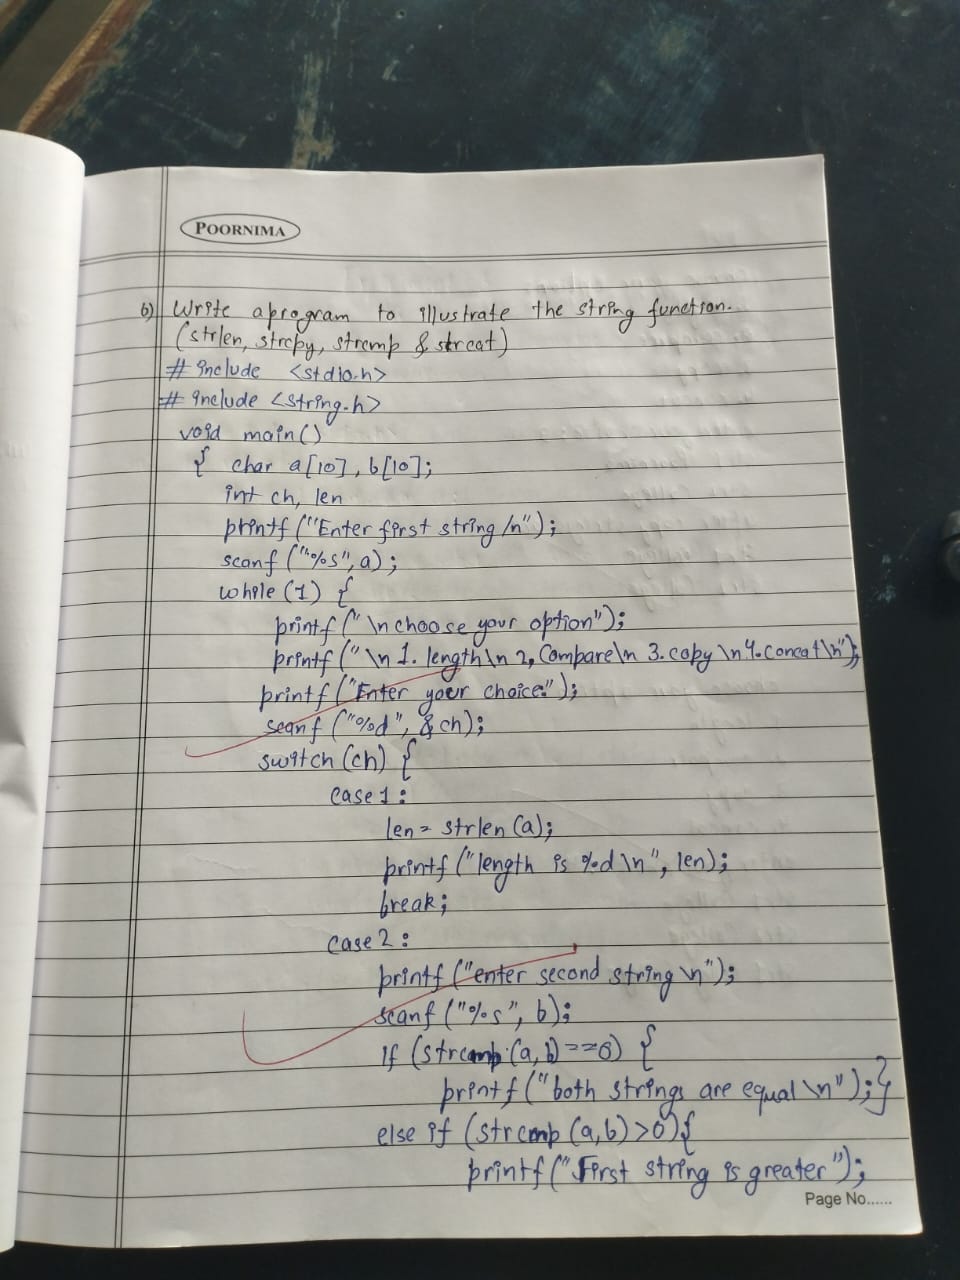 POORNIMA
6) Write a program to illustrate the string function.
(strlen, strcpy, strcmp & strcat)
# include <stdio.h>
# include <string.h>
void main()
{ char a[10], b[10];
int ch, len
printf ("Enter first string /n");
scanf ("%s", a);
while (1) {
printf (" \n choose your option");
printf (" \n 1. length \n 2, Compare \n 3. copy \n 4. concat \n");
printf ("Enter your choice:");
scanf ("%d", & ch);
switch (ch) {
case 1 :
len = strlen (a);
printf ("length is %d \n", len);
break;
case 2 :
printf ("enter second string \n");
scanf ("%s", b);
if (strcmp (a, b) ==0) {
printf ("both strings are equal \n");}
else if (strcmp (a,b) >0){
printf (" First string is greater");
Page No......